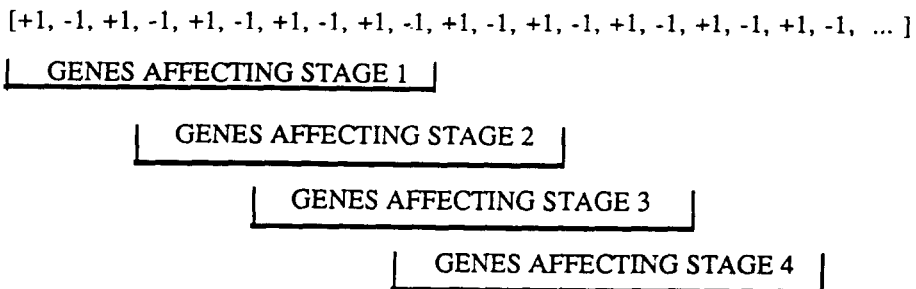 [+1, -1, +1, -1, +1, -1, +1, -1, +1, -1, +1, -1, +1, -1, +1, -1, +1, -1, +1, -1, ... ]
GENES AFFECTING STAGE 1
GENES AFFECTING STAGE 2
GENES AFFECTING STAGE 3
GENES AFFECTING STAGE 4